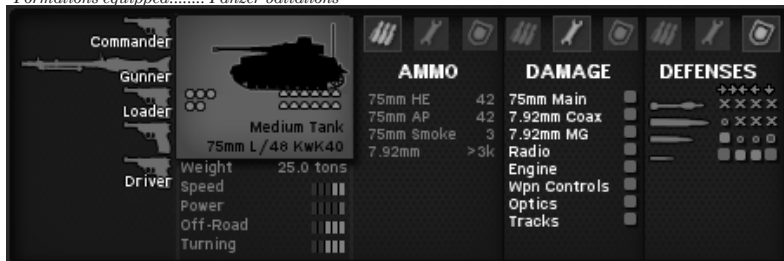 Formations equipped........ Panzer battalions
Commander
Gunner
Loader
Driver
Medium Tank
75mm L/48 KwK40
Weight 25.0 tons
Speed
Power
Off-Road
Turning
AMMO
75mm HE 42
75mm AP 42
75mm Smoke 3
7.92mm >3k
DAMAGE
75mm Main
7.92mm Coax
7.92mm MG
Radio
Engine
Wpn Controls
Optics
Tracks
DEFENSES